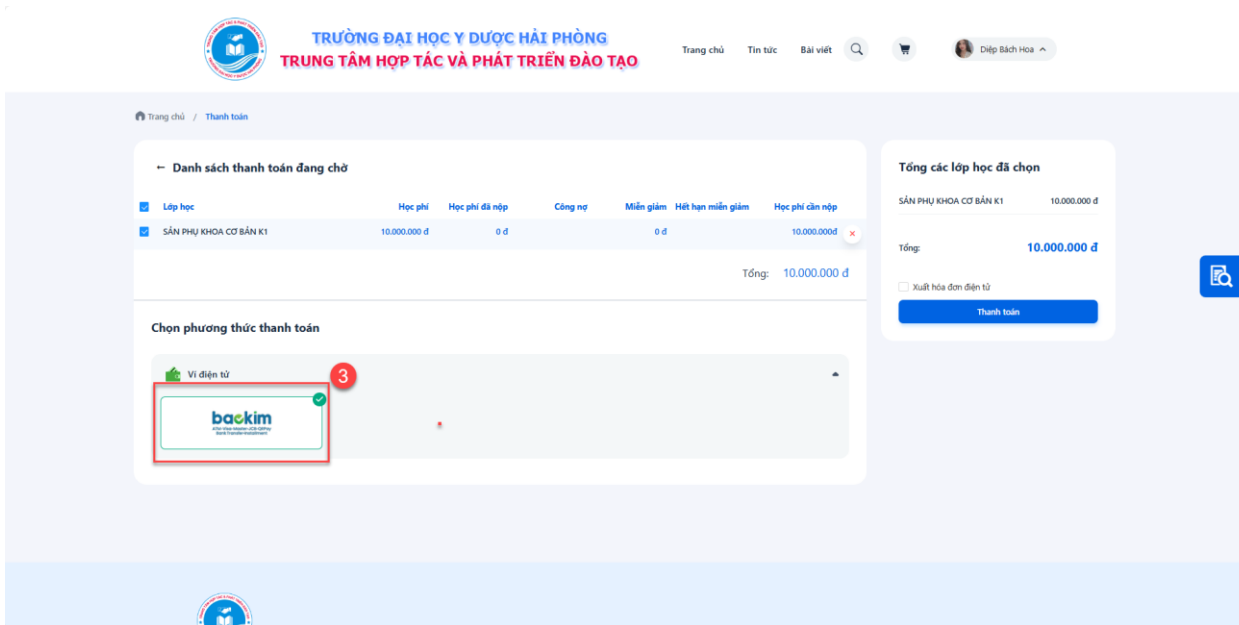 TRƯỜNG ĐẠI HỌC Y DƯỢC HẢI PHÒNG
TRUNG TÂM HỢP TÁC VÀ PHÁT TRIỂN ĐÀO TẠO
Trang chủ Tin tức Bài viết Diệp Bách Hoa
Trang chủ / Thanh toán
← Danh sách thanh toán đang chờ
Lớp học Học phí Học phí đã nộp Công nợ Miễn giảm Hết hạn miễn giảm Học phí cần nộp
SẢN PHỤ KHOA CƠ BẢN K1 10.000.000 đ 0 đ 0 đ 10.000.000đ
Tổng: 10.000.000 đ
Chọn phương thức thanh toán
Ví điện tử
3
baokim
Tổng các lớp học đã chọn
SẢN PHỤ KHOA CƠ BẢN K1 10.000.000 đ
Tổng: 10.000.000 đ
Xuất hóa đơn điện tử
Thanh toán